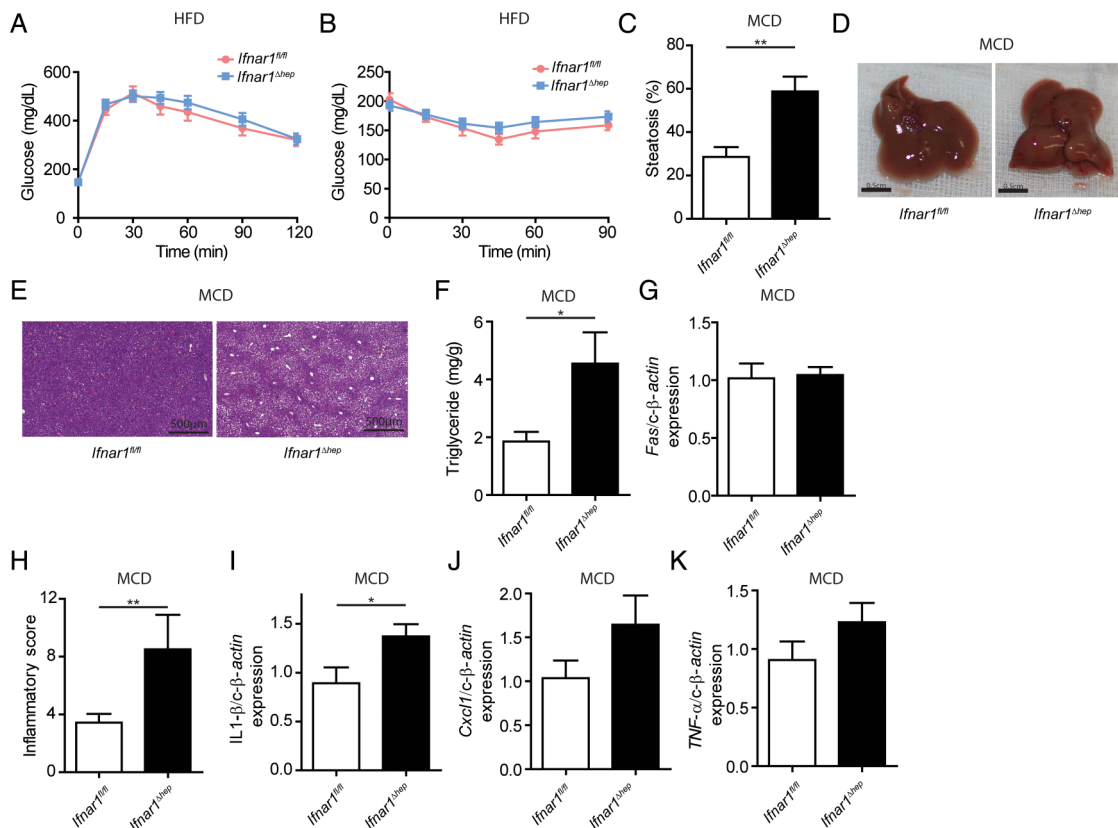 A
HFD
Ifnar1fl/fl
Ifnar1Δhep
Glucose (mg/dL)
600
400
200
0
0
30
60
90
120
Time (min)
B
HFD
Ifnar1fl/fl
Ifnar1Δhep
Glucose (mg/dL)
250
200
150
100
50
0
0
30
60
90
Time (min)
C
MCD
**
Steatosis (%)
80
60
40
20
0
Ifnar1fl/fl
Ifnar1Δhep
D
MCD
0.5cm
0.5cm
Ifnar1fl/fl
Ifnar1Δhep
E
MCD
500µm
500µm
Ifnar1fl/fl
Ifnar1Δhep
F
MCD
*
Triglyceride (mg/g)
6
4
2
0
Ifnar1fl/fl
Ifnar1Δhep
G
MCD
Fas/c-β-actin
expression
1.5
1.0
0.5
0.0
Ifnar1fl/fl
Ifnar1Δhep
H
MCD
**
Inflammatory score
12
8
4
0
Ifnar1fl/fl
Ifnar1Δhep
I
MCD
*
IL1-β/c-β-actin
expression
1.5
1.0
0.5
0.0
Ifnar1fl/fl
Ifnar1Δhep
J
MCD
Cxcl1/c-β-actin
expression
2.0
1.5
1.0
0.5
0.0
Ifnar1fl/fl
Ifnar1Δhep
K
MCD
TNF-α/c-β-actin
expression
1.5
1.0
0.5
0.0
Ifnar1fl/fl
Ifnar1Δhep